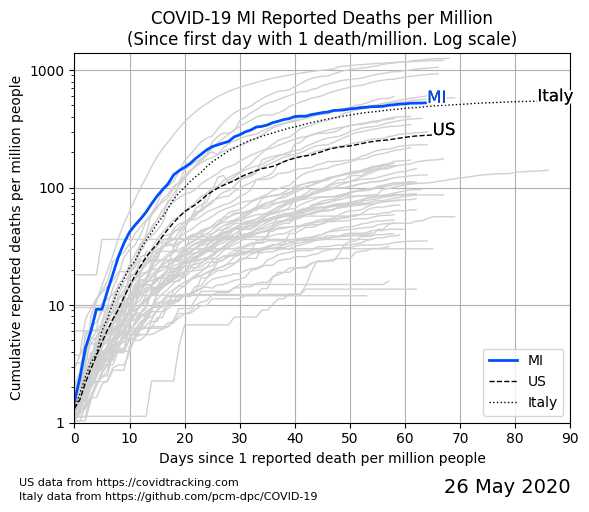 COVID-19 MI Reported Deaths per Million
(Since first day with 1 death/million. Log scale)
Cumulative reported deaths per million people
1000
100
10
1
MI
Italy
US
MI
US
Italy
0 10 20 30 40 50 60 70 80 90
Days since 1 reported death per million people
US data from https://covidtracking.com
Italy data from https://github.com/pcm-dpc/COVID-19
26 May 2020